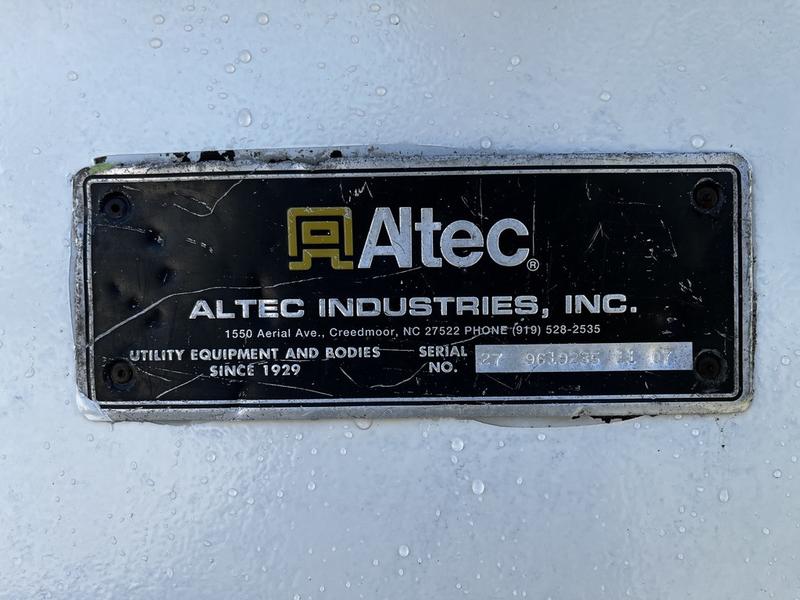 Altec®
ALTEC INDUSTRIES, INC.
1550 Aerial Ave., Creedmoor, NC 27522 PHONE (919) 528-2535
UTILITY EQUIPMENT AND BODIES
SINCE 1929
SERIAL
NO.
27 07